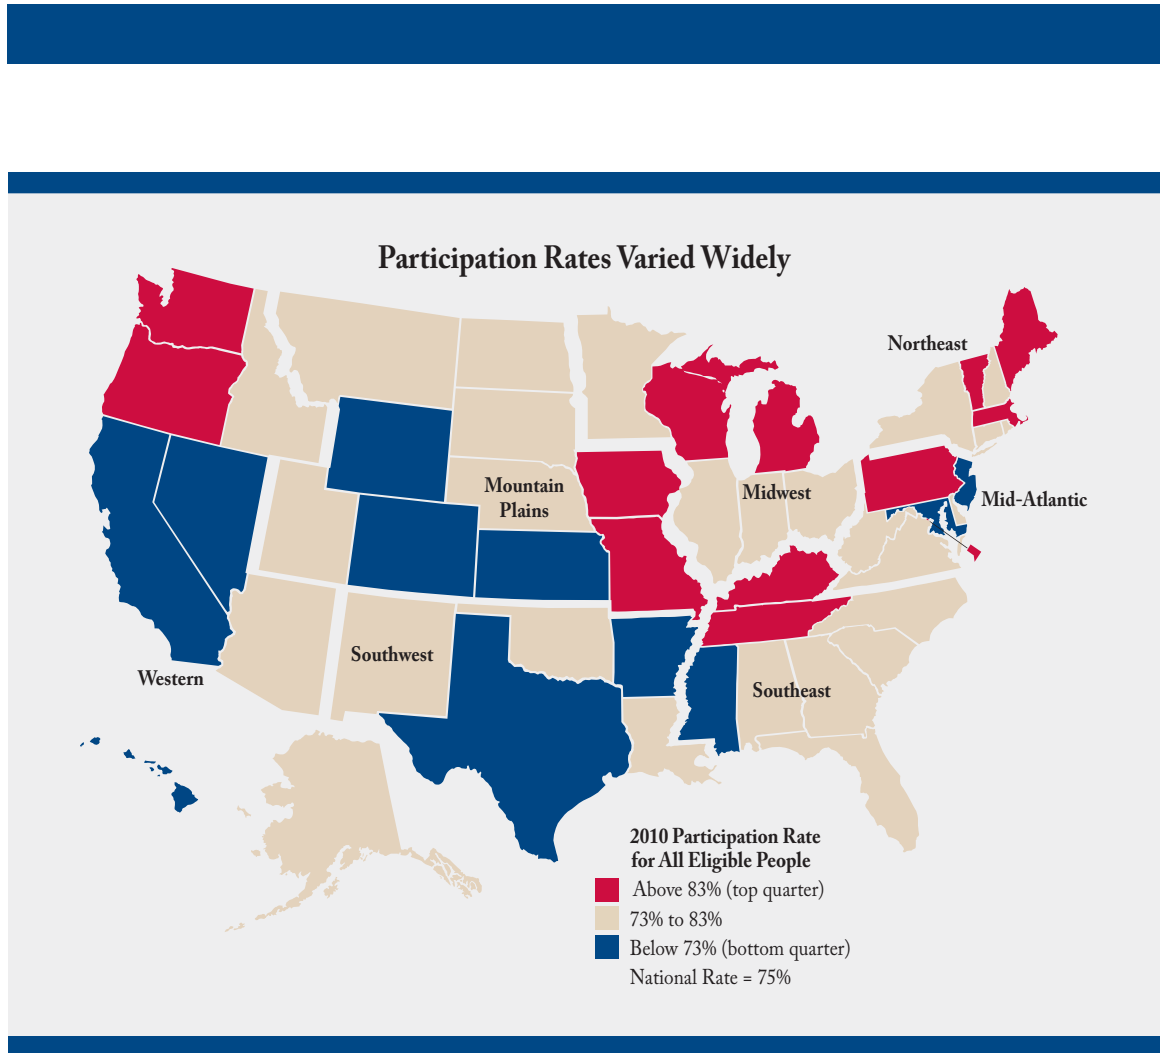 Participation Rates Varied Widely
Northeast
Mountain
Plains
Midwest
Mid-Atlantic
Southwest
Western
Southeast
2010 Participation Rate
for All Eligible People
Above 83% (top quarter)
73% to 83%
Below 73% (bottom quarter)
National Rate = 75%